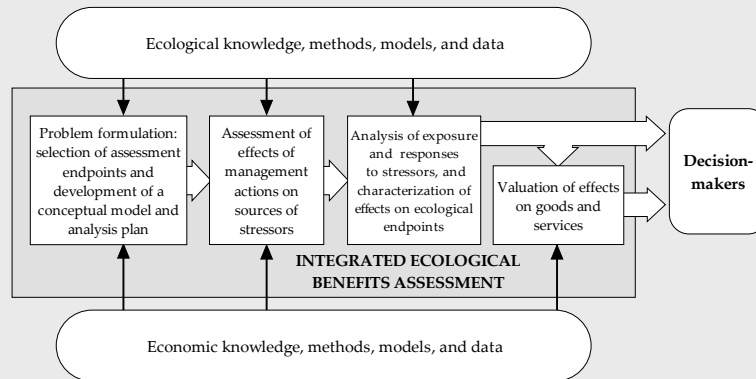 Ecological knowledge, methods, models, and data
Problem formulation:
selection of assessment
endpoints and
development of a
conceptual model and
analysis plan
Assessment of
effects of
management
actions on
sources of
stressors
Analysis of exposure
and responses
to stressors, and
characterization of
effects on ecological
endpoints
Valuation of effects
on goods and
services
Decision-
makers
INTEGRATED ECOLOGICAL
BENEFITS ASSESSMENT
Economic knowledge, methods, models, and data